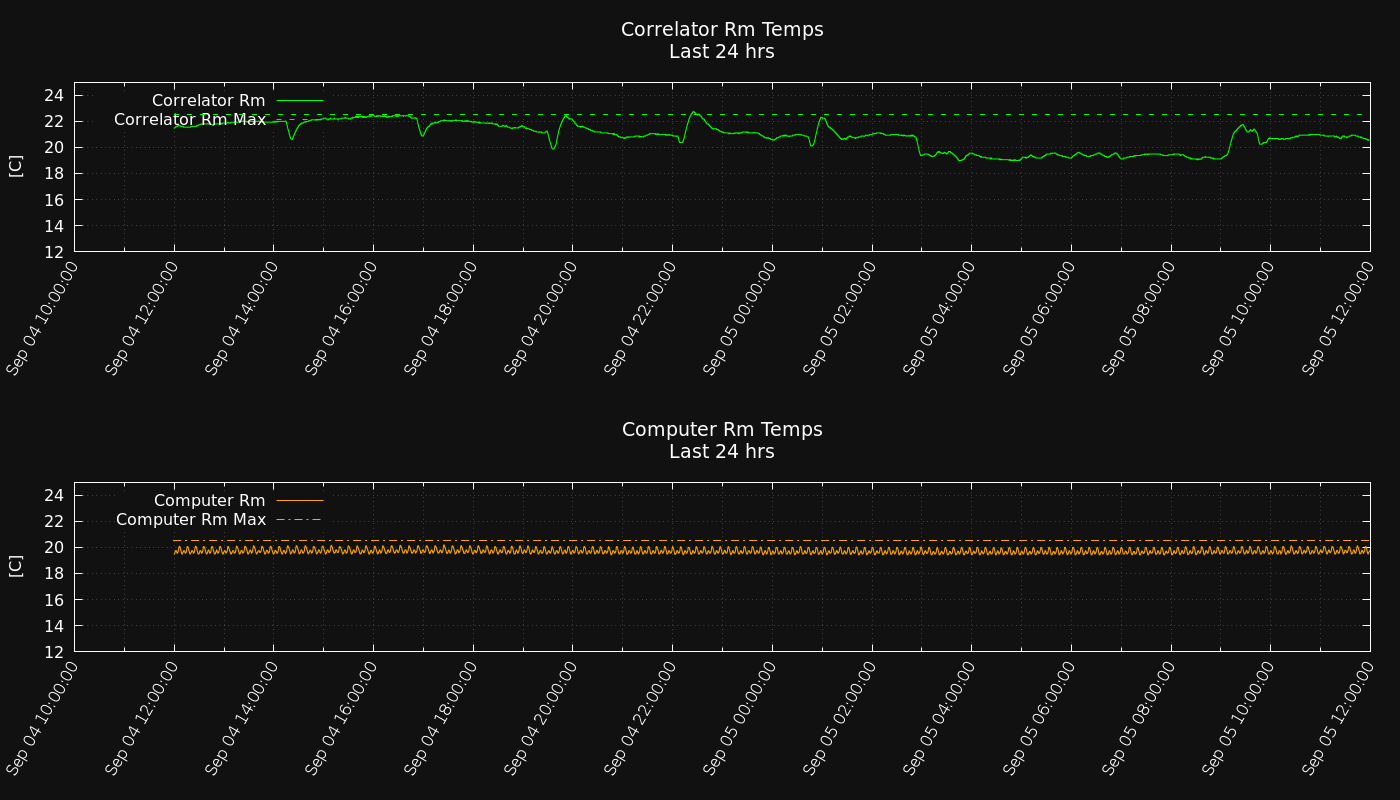 Correlator Rm Temps
Last 24 hrs
Correlator Rm
Correlator Rm Max
[C]
24
22
20
18
16
14
12
Sep 04 10:00:00
Sep 04 12:00:00
Sep 04 14:00:00
Sep 04 16:00:00
Sep 04 18:00:00
Sep 04 20:00:00
Sep 04 22:00:00
Sep 05 00:00:00
Sep 05 02:00:00
Sep 05 04:00:00
Sep 05 06:00:00
Sep 05 08:00:00
Sep 05 10:00:00
Sep 05 12:00:00
Computer Rm Temps
Last 24 hrs
Computer Rm
Computer Rm Max
[C]
24
22
20
18
16
14
12
Sep 04 10:00:00
Sep 04 12:00:00
Sep 04 14:00:00
Sep 04 16:00:00
Sep 04 18:00:00
Sep 04 20:00:00
Sep 04 22:00:00
Sep 05 00:00:00
Sep 05 02:00:00
Sep 05 04:00:00
Sep 05 06:00:00
Sep 05 08:00:00
Sep 05 10:00:00
Sep 05 12:00:00